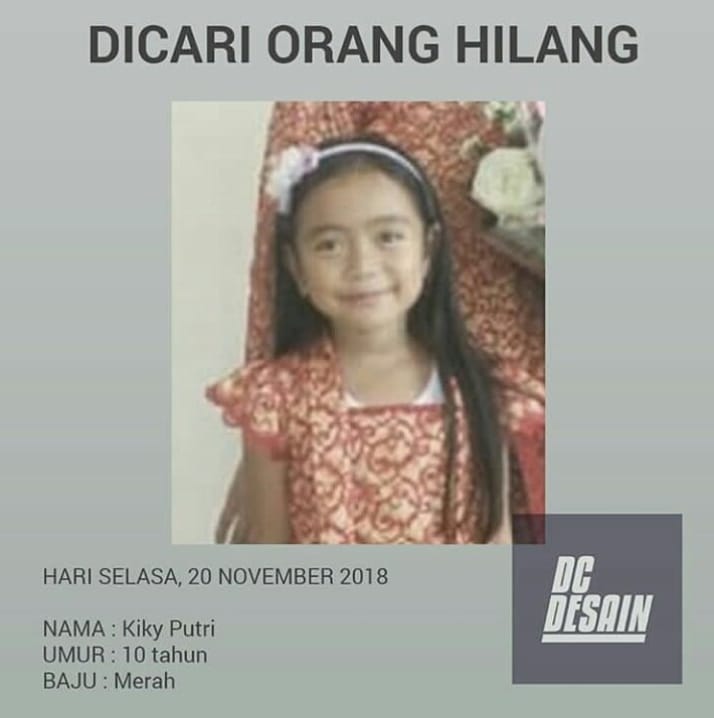 DICARI ORANG HILANG
HARI SELASA, 20 NOVEMBER 2018
NAMA : Kiky Putri
UMUR : 10 tahun
BAJU : Merah
DC
DESAIN